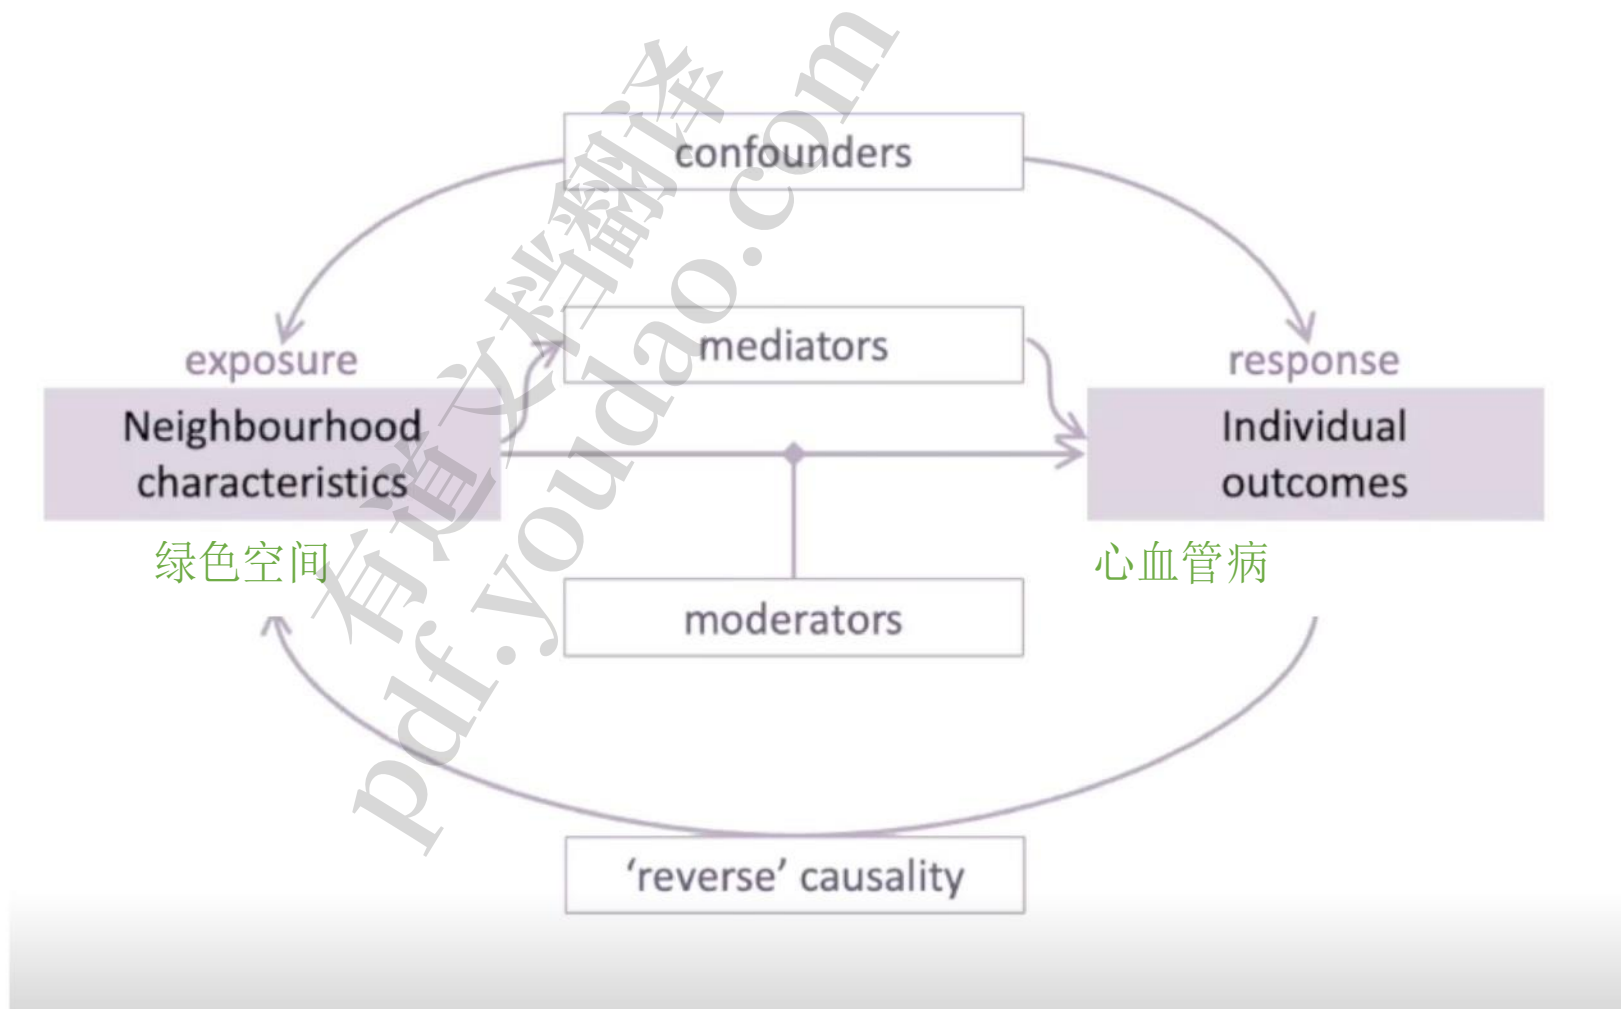 confounders
mediators
exposure
response
Neighbourhood
characteristics
Individual
outcomes
绿色空间
心血管病
moderators
‘reverse’ causality
有道文档翻译
pdf.youdao.com